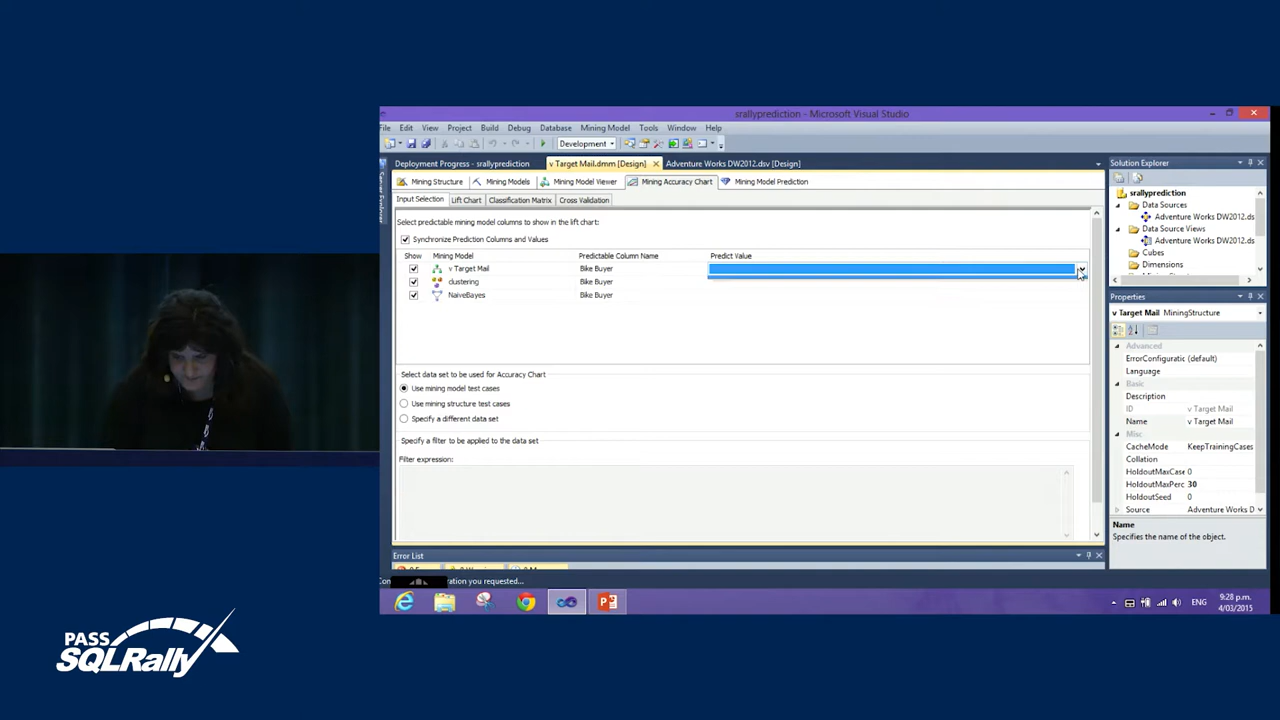 srallyprediction - Microsoft Visual Studio
File Edit View Project Build Debug Database Mining Model Tools Window Help
Development
Deployment Progress - srallyprediction
v Target Mail.dmm [Design]
Adventure Works DW2012.dsv [Design]
Mining Structure
Mining Models
Mining Model Viewer
Mining Accuracy Chart
Mining Model Prediction
Input Selection
Lift Chart
Classification Matrix
Cross Validation
Select predictable mining model columns to show in the lift chart:
Synchronize Prediction Columns and Values
Show Mining Model Predictable Column Name Predict Value
v Target Mail Bike Buyer
clustering Bike Buyer
NaiveBayes Bike Buyer
Select data set to be used for Accuracy Chart
Use mining model test cases
Use mining structure test cases
Specify a different data set
Specify a filter to be applied to the data set
Filter expression:
Error List
ration you requested...
Server Explorer
Solution Explorer
srallyprediction
Data Sources
Adventure Works DW2012.ds
Data Source Views
Adventure Works DW2012.ds
Cubes
Dimensions
Properties
v Target Mail MiningStructure
Advanced
ErrorConfiguratic (default)
Language
Basic
Description
ID v Target Mail
Name v Target Mail
Misc
CacheMode KeepTrainingCases
Collation
HoldoutMaxCase 0
HoldoutMaxPerc 30
HoldoutSeed 0
Source Adventure Works D
Name
Specifies the name of the object.
ENG
9:28 p.m.
4/03/2015
PASS
SQLRally